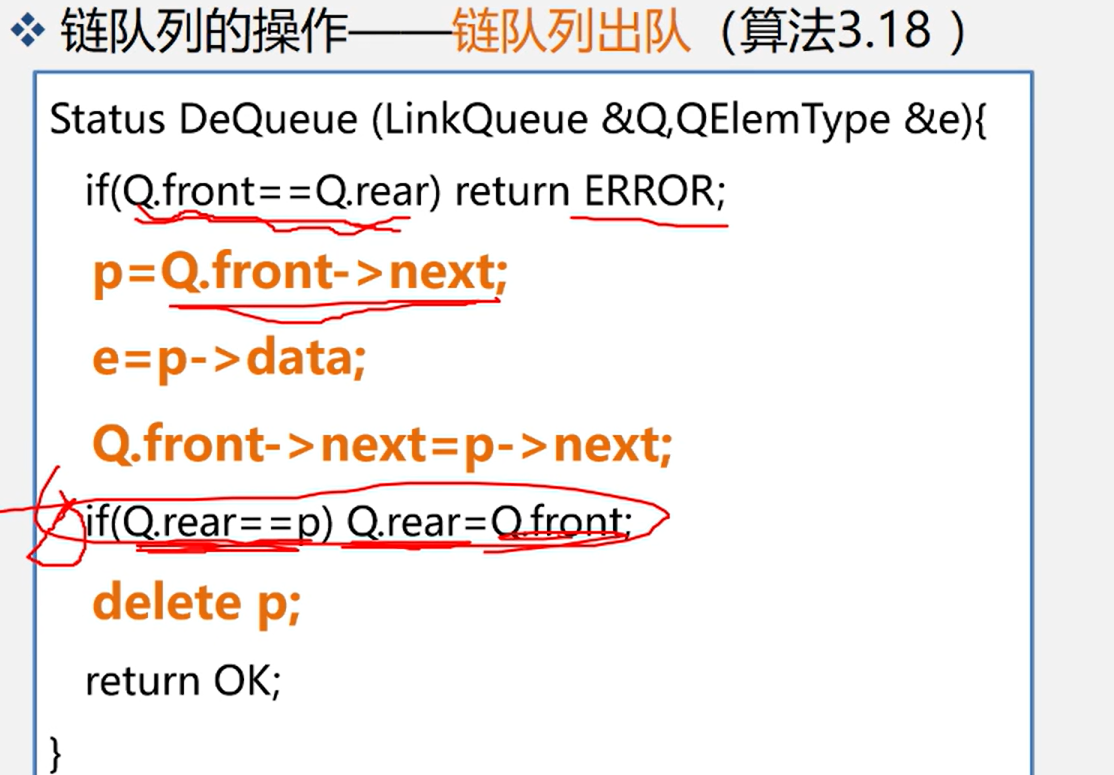 ❖ 链队列的操作——链队列出队（算法3.18 ）
Status DeQueue (LinkQueue &Q,QElemType &e){
if(Q.front==Q.rear) return ERROR;
p=Q.front->next;
e=p->data;
Q.front->next=p->next;
if(Q.rear==p) Q.rear=Q.front;
delete p;
return OK;
}